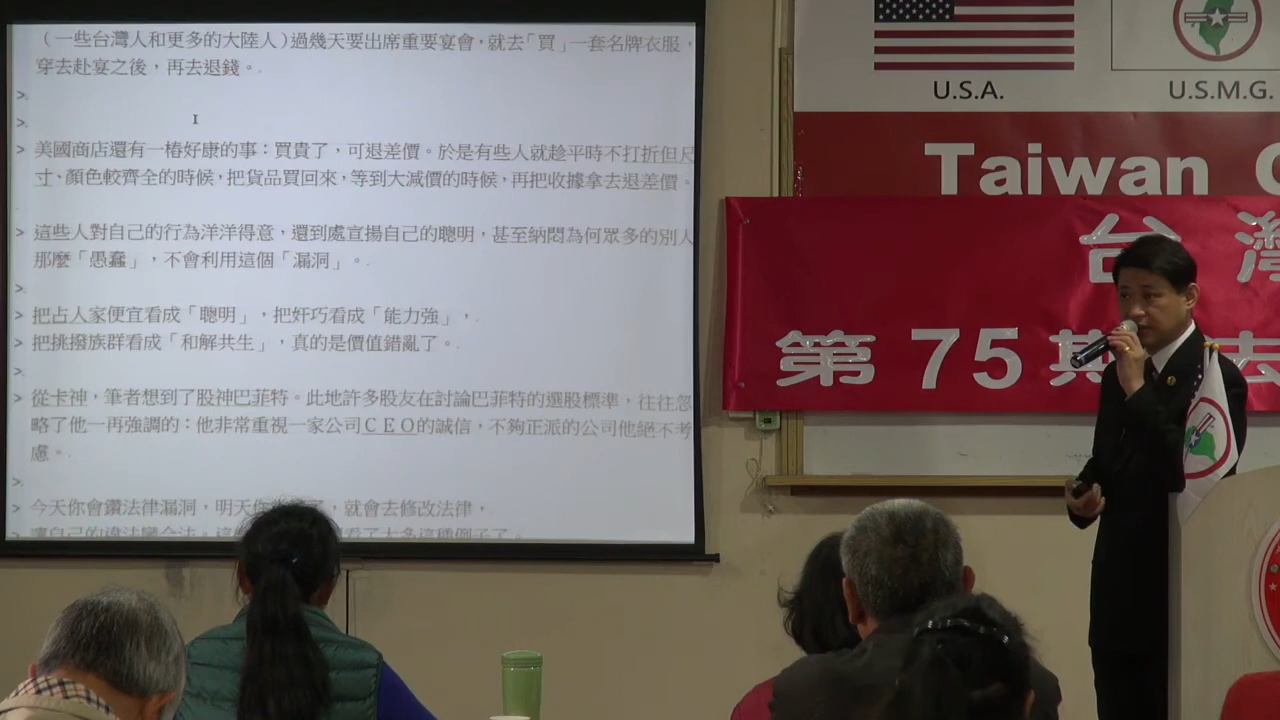 （一些台灣人和更多的大陸人）過幾天要出席重要宴會，就去「買」一套名牌衣服，
穿去赴宴之後，再去退錢。
>
>
> 美國商店還有一樁好康的事：買貴了，可退差價。於是有些人就趁平時不打折但尺
寸、顏色較齊全的時候，把貨品買回來，等到大減價的時候，再把收據拿去退差價。
> 這些人對自己的行為洋洋得意，還到處宣揚自己的聰明，甚至納悶為何眾多的別人
那麼「愚蠢」，不會利用這個「漏洞」。
>
> 把占人家便宜看成「聰明」，把奸巧看成「能力強」，
> 把挑撥族群看成「和解共生」，真的是價值錯亂了。
>
> 從卡神，筆者想到了股神巴菲特。此地許多股友在討論巴菲特的選股標準，往往忽
略了他一再強調的：他非常重視一家公司ＣＥＯ的誠信，不夠正派的公司他絕不考
慮。
>
> 今天你會鑽法律漏洞，明天你 了，就會去修改法律，
U.S.A.
U.S.M.G.
Taiwan C
台灣
第75期 去